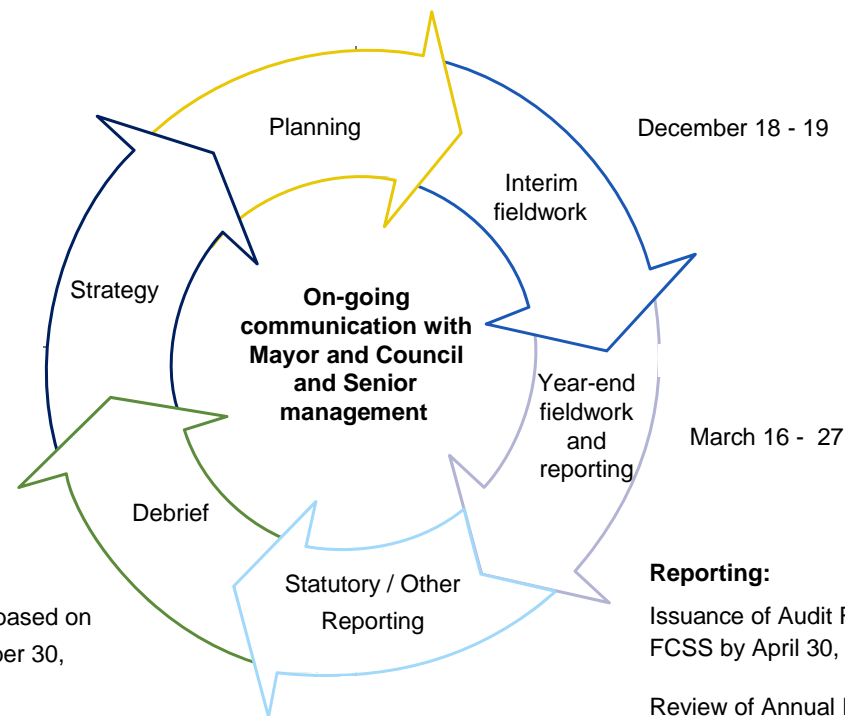 Planning
December 18 - 19
Interim
fieldwork
Strategy
On-going
communication with
Mayor and Council
and Senior
management
Year-end
fieldwork
and
reporting
March 16 - 27
Debrief
Statutory / Other
Reporting
based on
30,
Reporting:
Issuance of Audit
FCSS by April 30,
Review of Annual